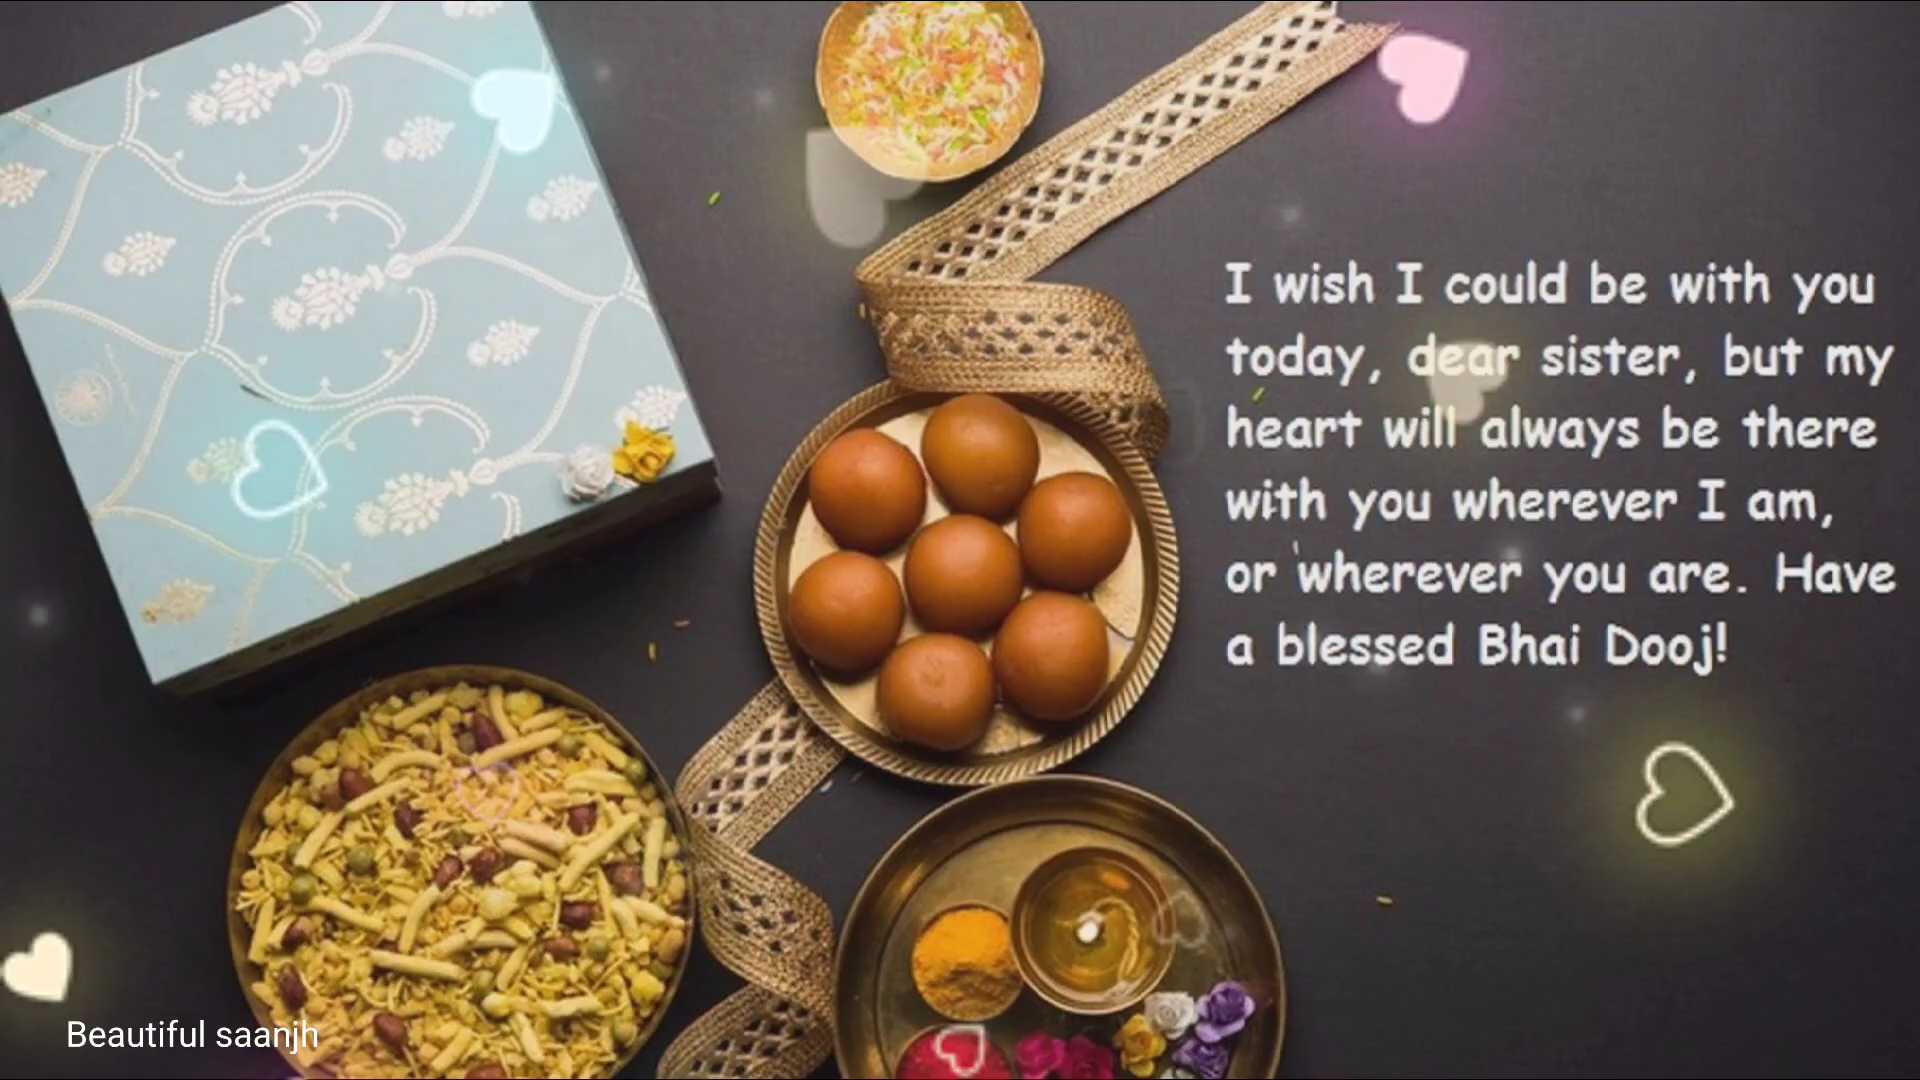 I wish I could be with you
today, dear sister, but my
heart will always be there
with you wherever I am,
or wherever you are. Have
a blessed Bhai Dooj!
Beautiful saanjh